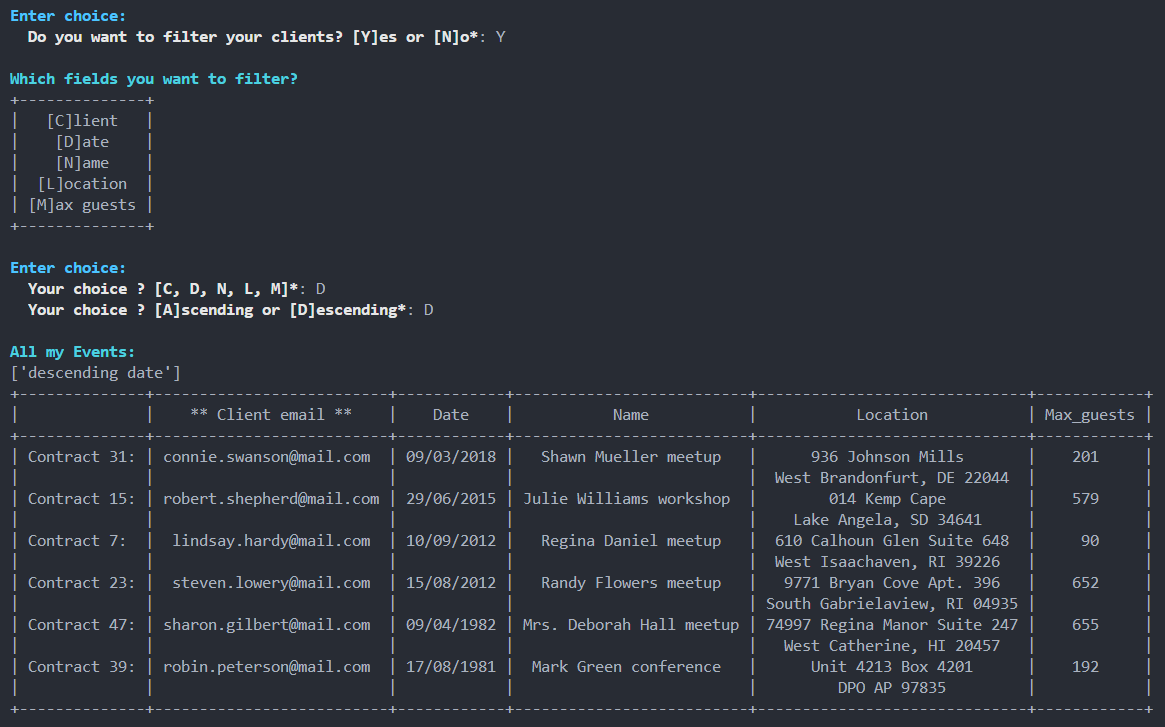 Enter choice:
Do you want to filter your clients? [Y]es or [N]o*: Y
Which fields you want to filter?
+--------------+
| [C]lient |
| [D]ate |
| [N]ame |
| [L]ocation |
| [M]ax guests |
+--------------+
Enter choice:
Your choice ? [C, D, N, L, M]*: D
Your choice ? [A]scending or [D]escending*: D
All my Events:
['descending date']
+--------------+--------------------------+------------+--------------------------+------------------------------+------------+
| | ** Client email ** | Date | Name | Location | Max_guests |
+--------------+--------------------------+------------+--------------------------+------------------------------+------------+
| Contract 31: | connie.swanson@mail.com | 09/03/2018 | Shawn Mueller meetup | 936 Johnson Mills | 201 |
| | | | | West Brandonfurt, DE 22044 | |
| Contract 15: | robert.shepherd@mail.com | 29/06/2015 | Julie Williams workshop | 014 Kemp Cape | 579 |
| | | | | Lake Angela, SD 34641 | |
| Contract 7: | lindsay.hardy@mail.com | 10/09/2012 | Regina Daniel meetup | 610 Calhoun Glen Suite 648 | 90 |
| | | | | West Isaachaven, RI 39226 | |
| Contract 23: | steven.lowery@mail.com | 15/08/2012 | Randy Flowers meetup | 9771 Bryan Cove Apt. 396 | 652 |
| | | | | South Gabrielaview, RI 04935 | |
| Contract 47: | sharon.gilbert@mail.com | 09/04/1982 | Mrs. Deborah Hall meetup | 74997 Regina Manor Suite 247 | 655 |
| | | | | West Catherine, HI 20457 | |
| Contract 39: | robin.peterson@mail.com | 17/08/1981 | Mark Green conference | Unit 4213 Box 4201 | 192 |
| | | | | DPO AP 97835 | |
+--------------+--------------------------+------------+--------------------------+------------------------------+------------+